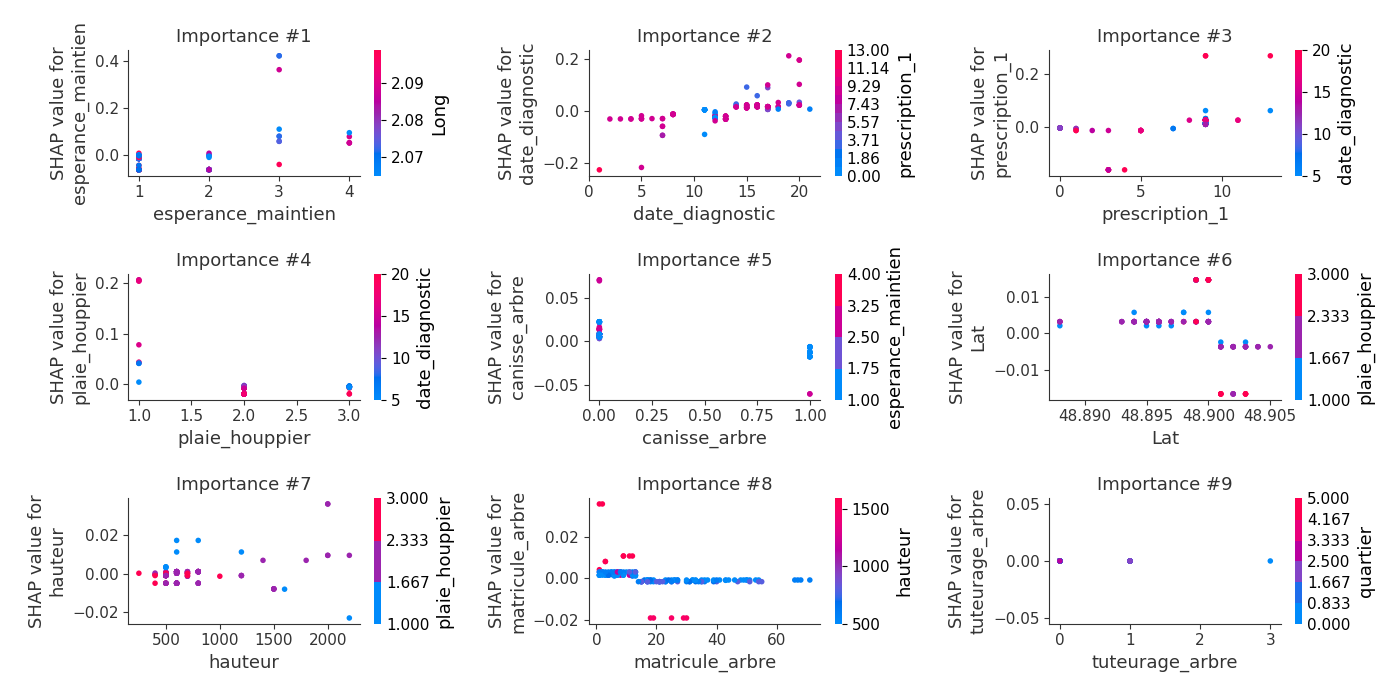 Importance #1
SHAP value for
esperance_maintien
0.4
0.2
0.0
1
2
3
4
esperance_maintien
2.09
2.08
2.07
Long
Importance #2
SHAP value for
date_diagnostic
0.2
0.0
−0.2
0
5
10
15
20
date_diagnostic
13.00
11.14
9.29
7.43
5.57
3.71
1.86
0.00
prescription_1
Importance #3
SHAP value for
prescription_1
0.2
0.0
0
5
10
prescription_1
20
15
10
5
date_diagnostic
Importance #4
SHAP value for
plaie_houppier
0.2
0.1
0.0
1.0
1.5
2.0
2.5
3.0
plaie_houppier
20
15
10
5
date_diagnostic
Importance #5
SHAP value for
canisse_arbre
0.05
0.00
−0.05
0.00
0.25
0.50
0.75
1.00
canisse_arbre
4.00
3.25
2.50
1.75
1.00
esperance_maintien
Importance #6
SHAP value for
Lat
0.01
0.00
−0.01
48.890
48.895
48.900
48.905
Lat
3.000
2.333
1.667
1.000
plaie_houppier
Importance #7
SHAP value for
hauteur
0.02
0.00
−0.02
500
1000
1500
2000
hauteur
3.000
2.333
1.667
1.000
plaie_houppier
Importance #8
SHAP value for
matricule_arbre
0.02
0.00
−0.02
0
20
40
60
matricule_arbre
1500
1000
500
hauteur
Importance #9
SHAP value for
tuteurage_arbre
0.05
0.00
−0.05
0
1
2
3
tuteurage_arbre
5.000
4.167
3.333
2.500
1.667
0.833
0.000
quartier